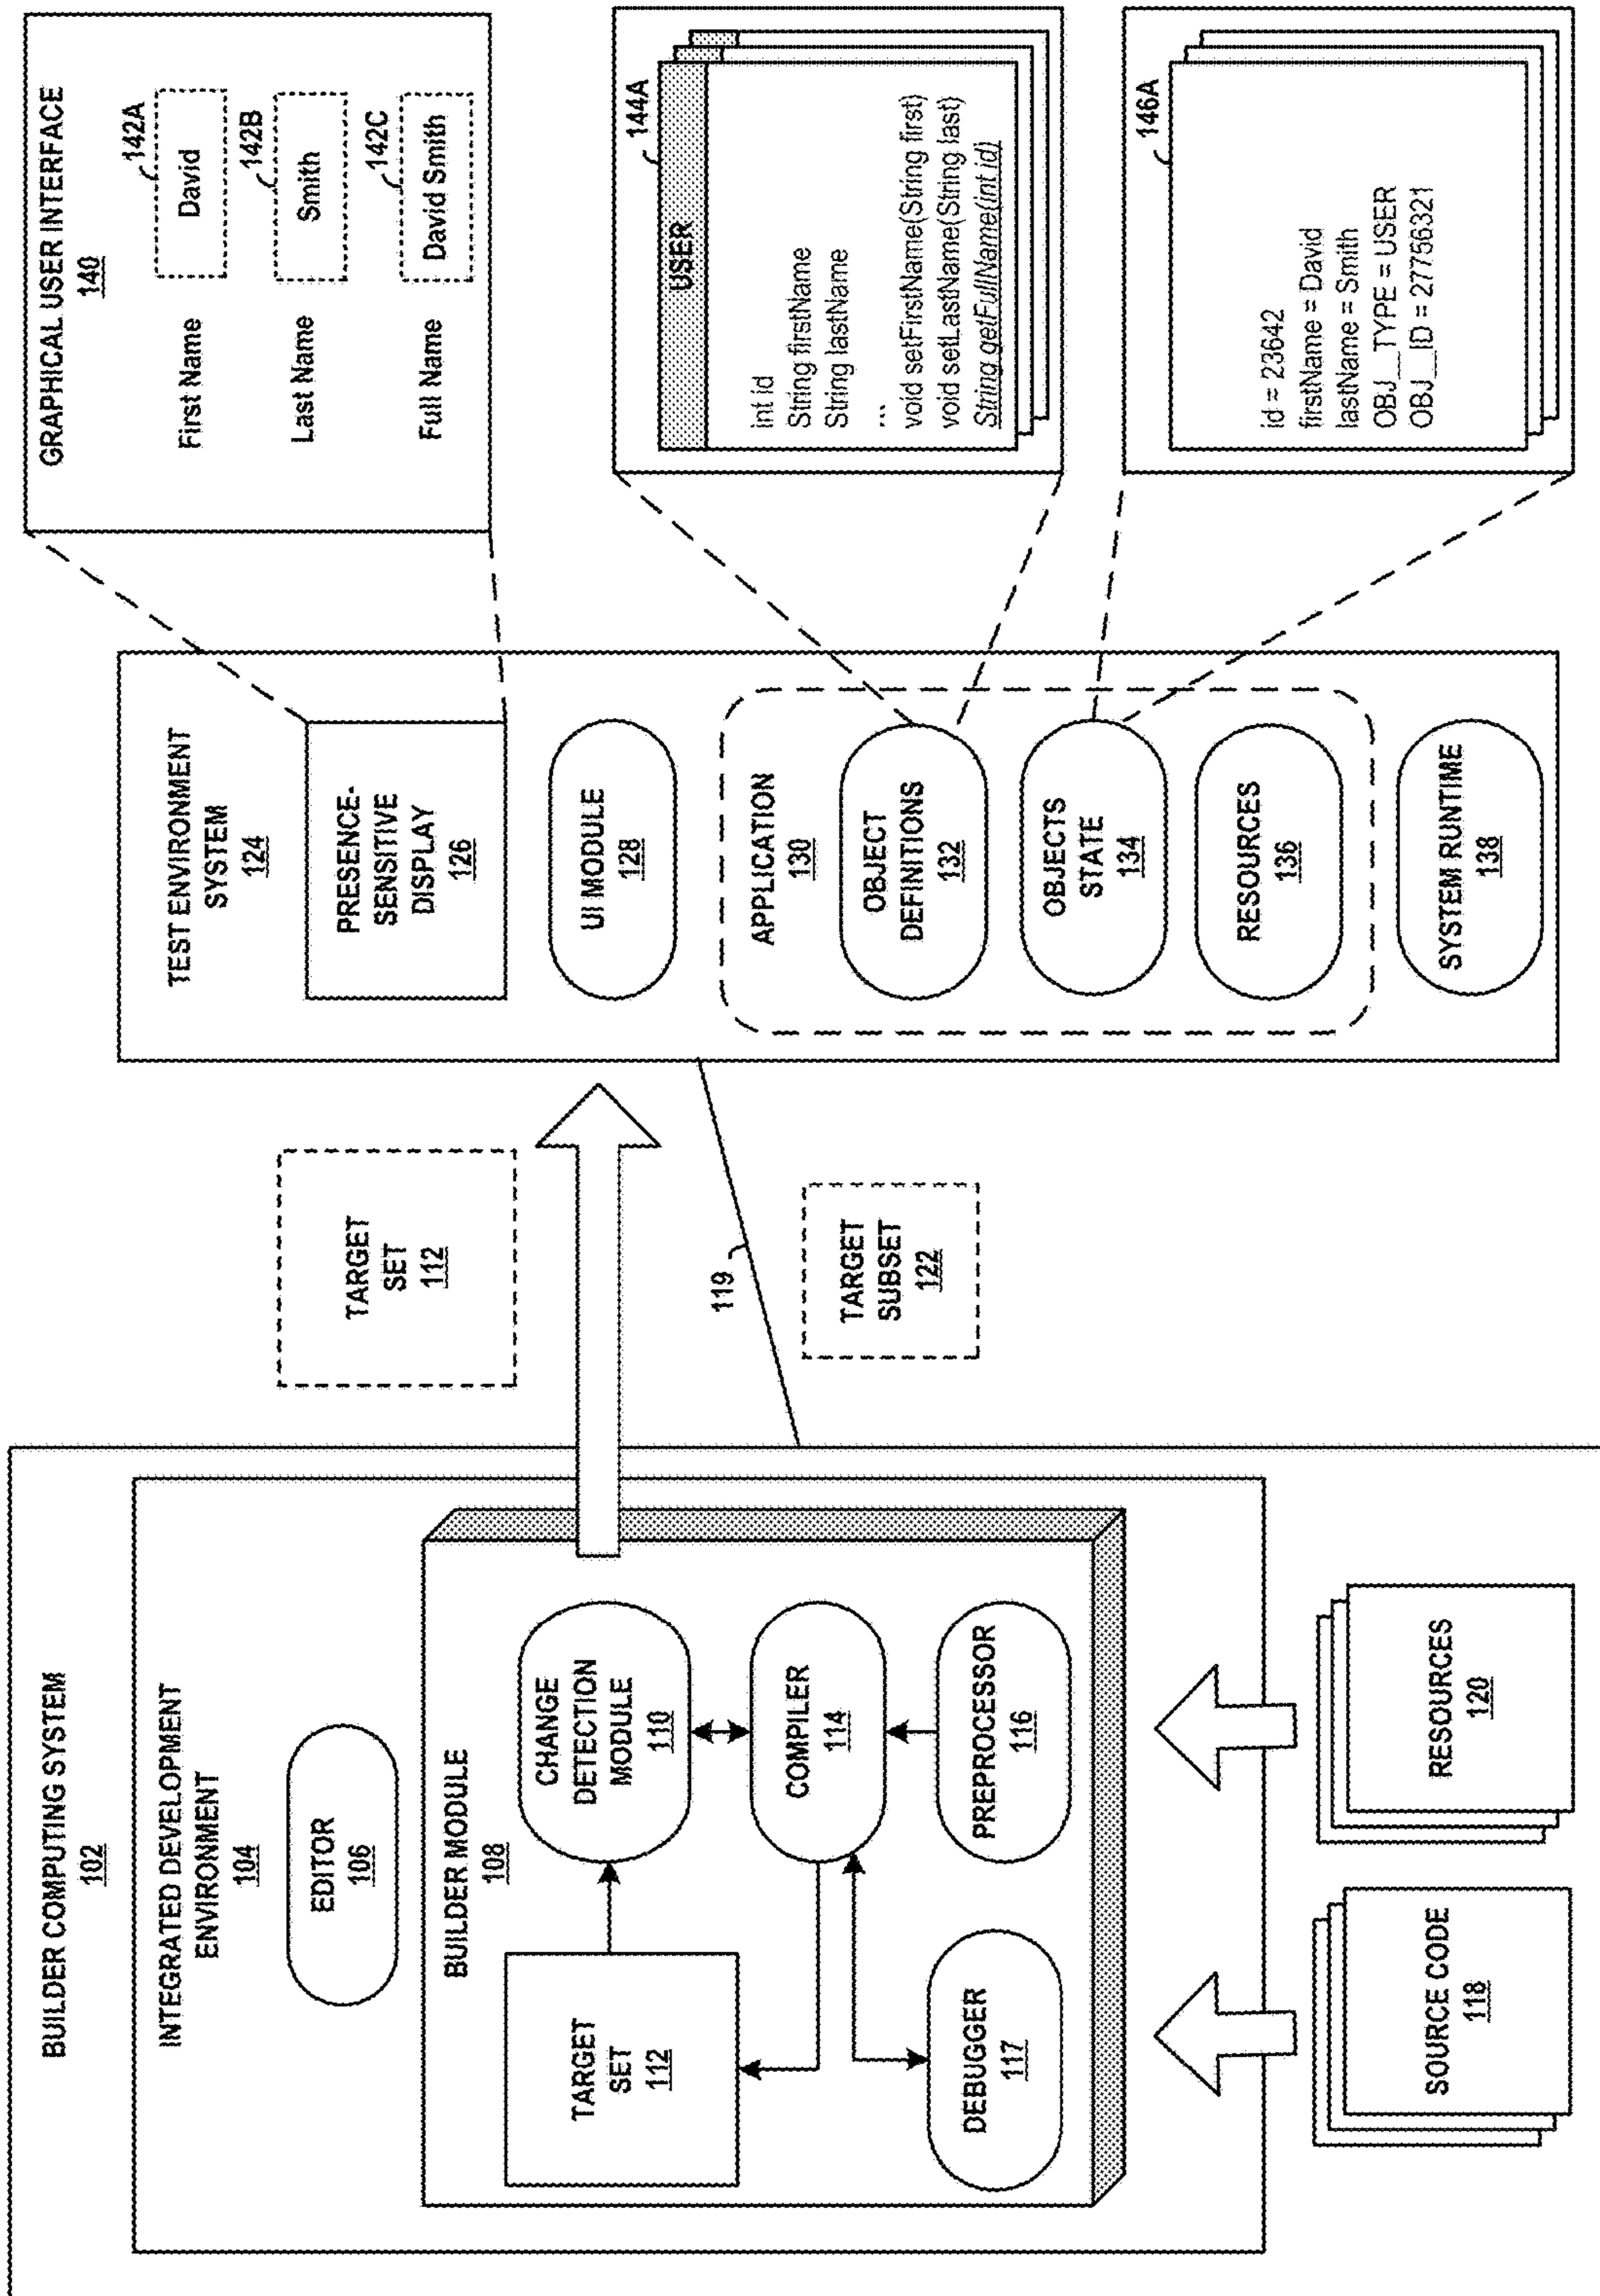 BUILDER COMPUTING SYSTEM
102
INTEGRATED DEVELOPMENT
ENVIRONMENT
104
EDITOR
106
BUILDER MODULE
108
TARGET
SET
112
CHANGE
DETECTION
MODULE
110
COMPILER
114
DEBUGGER
117
PREPROCESSOR
116
SOURCE CODE
118
RESOURCES
120
TARGET
SET
112
119
TARGET
SUBSET
122
TEST ENVIRONMENT
SYSTEM
124
PRESENCE-
SENSITIVE
DISPLAY
126
UI MODULE
128
APPLICATION
130
OBJECT
DEFINITIONS
132
OBJECTS
STATE
134
RESOURCES
136
SYSTEM RUNTIME
138
GRAPHICAL USER INTERFACE
140
142A
First Name David
142B
Last Name Smith
142C
Full Name David Smith
144A
USER
int id
String firstName
String lastName
...
void setFirstName(String first)
void setLastName(String last)
String getFullName(int id)
146A
id = 23642
firstName = David
lastName = Smith
OBJ_TYPE = USER
OBJ_ID = 27756321